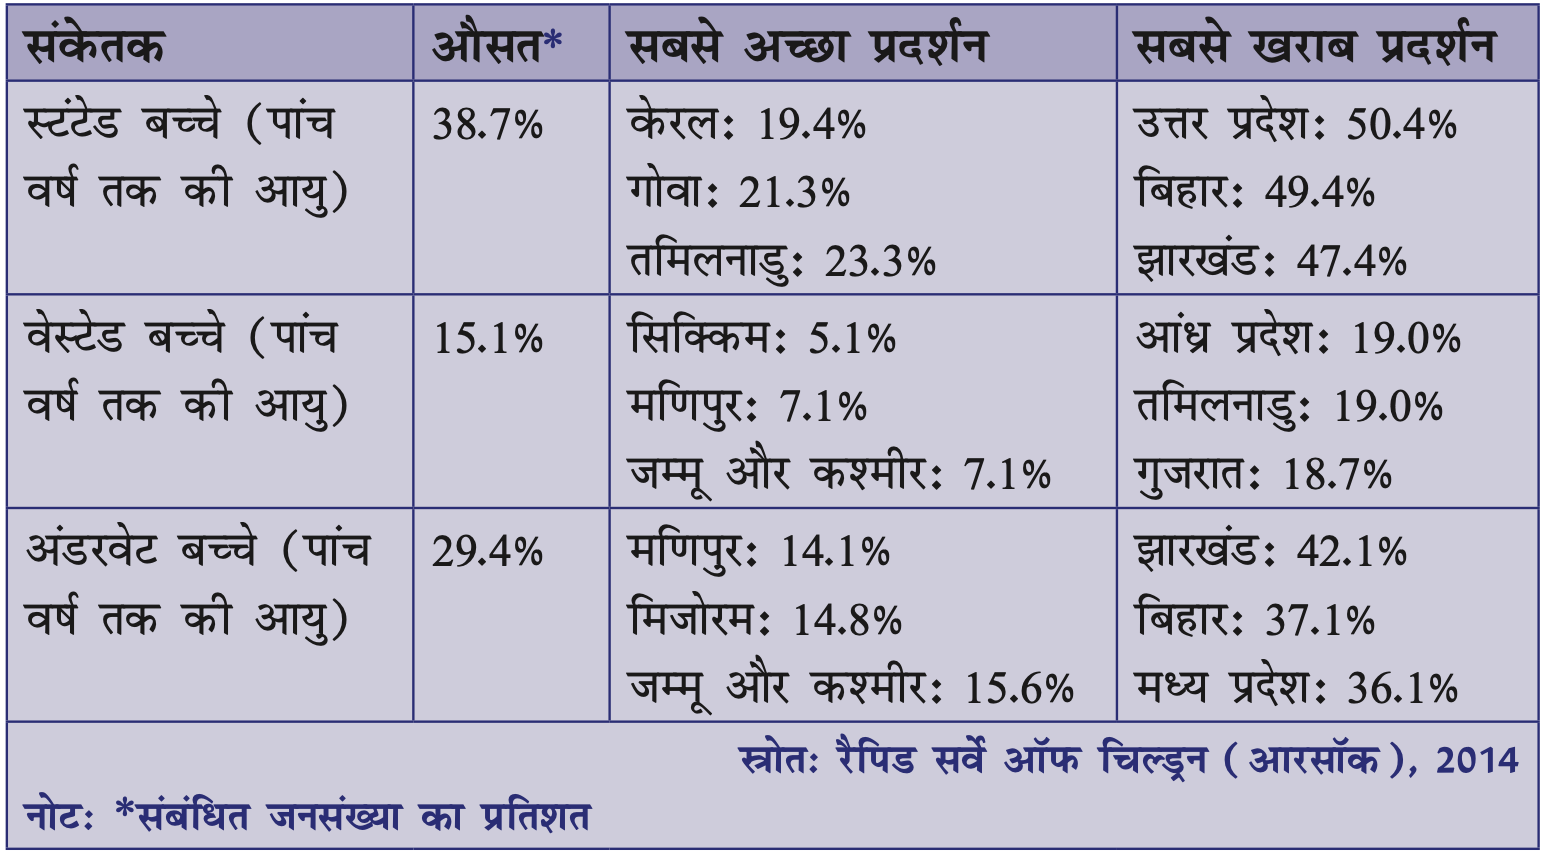 संकेतक औसत* सबसे अच्छा प्रदर्शन सबसे खराब प्रदर्शन
स्टंटेड बच्चे (पांच 38.7% केरल: 19.4% उत्तर प्रदेश: 50.4%
वर्ष तक की आयु) गोवा: 21.3% बिहार: 49.4%
तमिलनाडु: 23.3% झारखंड: 47.4%
वेस्टेड बच्चे (पांच 15.1% सिक्किम: 5.1% आंध्र प्रदेश: 19.0%
वर्ष तक की आयु) मणिपुर: 7.1% तमिलनाडु: 19.0%
जम्मू और कश्मीर: 7.1% गुजरात: 18.7%
अंडरवेट बच्चे (पांच 29.4% मणिपुर: 14.1% झारखंड: 42.1%
वर्ष तक की आयु) मिजोरम: 14.8% बिहार: 37.1%
जम्मू और कश्मीर: 15.6% मध्य प्रदेश: 36.1%
स्त्रोत: रैपिड सर्वे ऑफ चिल्ड्रन (आरसॉक), 2014
नोट: *संबंधित जनसंख्या का प्रतिशत